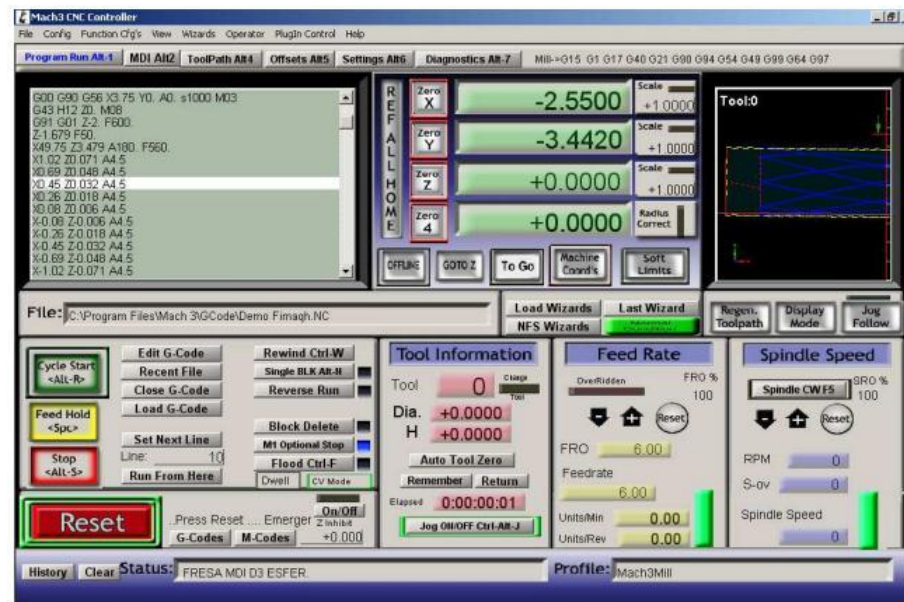 Mach3 CNC Controller
File Config Function Cfg's View Wizards Operator PlugIn Control Help
Program Run Alt-1 MDI Alt2 ToolPath Alt4 Offsets Alt5 Settings Alt6 Diagnostics Alt-7 Mill->G15 G1 G17 G40 G21 G90 G94 G54 G49 G99 G64 G97
G00 G90 G56 X3.75 Y0. A0. s1000 M03
G43 H12 Z0. M08
G91 G01 Z-2. F600.
Z-1.679 F50.
X49.75 Z3.479 A180. F560.
X1.02 Z0.071 A4.5
X0.69 Z0.048 A4.5
X0.45 Z0.032 A4.5
X0.26 Z0.018 A4.5
X0.08 Z0.006 A4.5
X-0.08 Z-0.006 A4.5
X-0.26 Z-0.018 A4.5
X-0.45 Z-0.032 A4.5
X-0.69 Z-0.048 A4.5
X-1.02 Z-0.071 A4.5
REF ALL HOME
Zero X -2.5500 Scale +1.0000
Zero Y -3.4420 Scale +1.0000
Zero Z +0.0000 Scale +1.0000
Zero 4 +0.0000 Radius Correct
OFFLINE GOTO Z To Go Machine Coord's Soft Limits
Tool:0
File: C:\Program Files\Mach 3\GCode\Demo Fimaqh.NC
Load Wizards Last Wizard
NFS Wizards
Regen. Toolpath Display Mode Jog Follow
Cycle Start <Alt-R>
Feed Hold <Spc>
Stop <Alt-S>
Edit G-Code Rewind Ctrl-W
Recent File Single BLK Alt-N
Close G-Code Reverse Run
Load G-Code
Block Delete
Set Next Line M1 Optional Stop
Line: 10 Flood Ctrl-F
Run From Here Dwell CV Mode
Reset
..Press Reset .... Emerger
On/Off
Z Inhibit
G-Codes M-Codes +0.000
Tool Information
Tool 0 Change Tool
Dia. +0.0000
H +0.0000
Auto Tool Zero
Remember Return
Elapsed 0:00:00:01
Jog ON/OFF Ctrl-Alt-J
Feed Rate
OverRidden FRO %
100
Reset
FRO 6.00
Feedrate
6.00
Units/Min 0.00
Units/Rev 0.00
Spindle Speed
Spindle CW F5 SRO %
100
Reset
RPM 0
S-ov 0
Spindle Speed
0
History Clear Status: FRESA MDI D3 ESFER. Profile: Mach3Mill